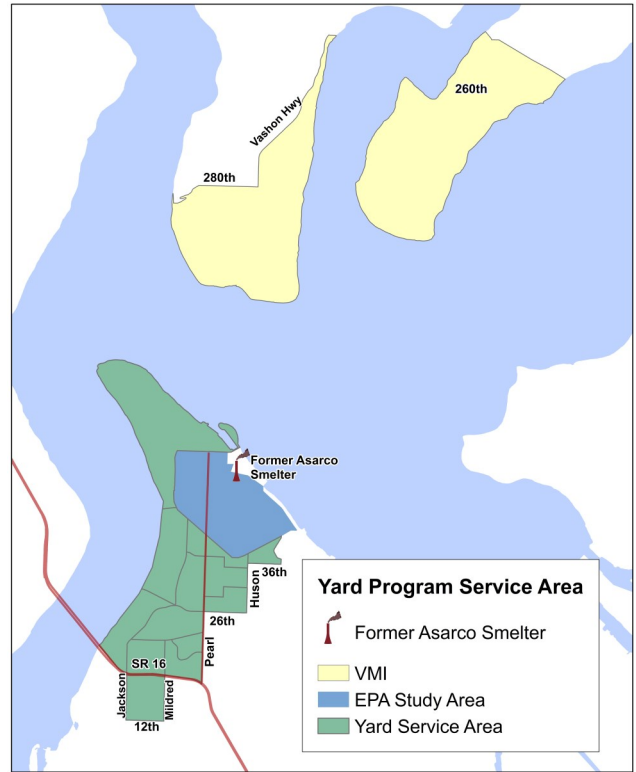 260th
Vashon Hwy
280th
Former Asarco
Smelter
36th
Huson
26th
Pearl
SR 16
Jackson
Mildred
12th
Yard Program Service Area
Former Asarco Smelter
VMI
EPA Study Area
Yard Service Area